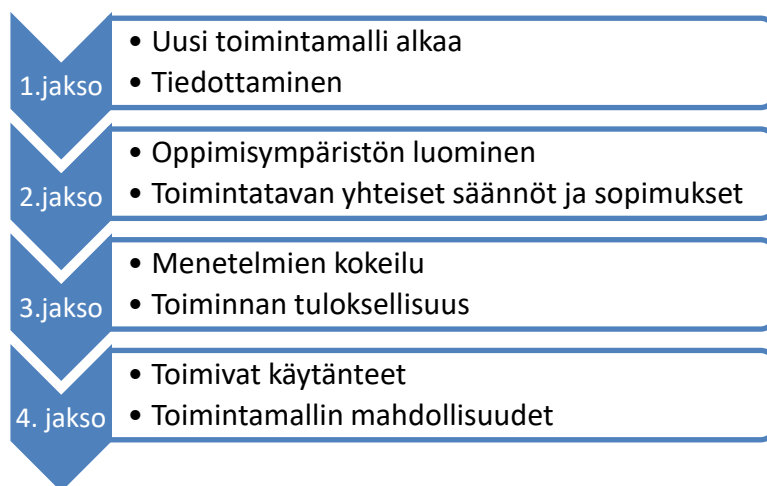 1.jakso
• Uusi toimintamalli alkaa
• Tiedottaminen
2.jakso
• Oppimisympäristön luominen
• Toimintatavan yhteiset säännöt ja sopimukset
3.jakso
• Menetelmien kokeilu
• Toiminnan tuloksellisuus
4. jakso
• Toimivat käytänteet
• Toimintamallin mahdollisuudet